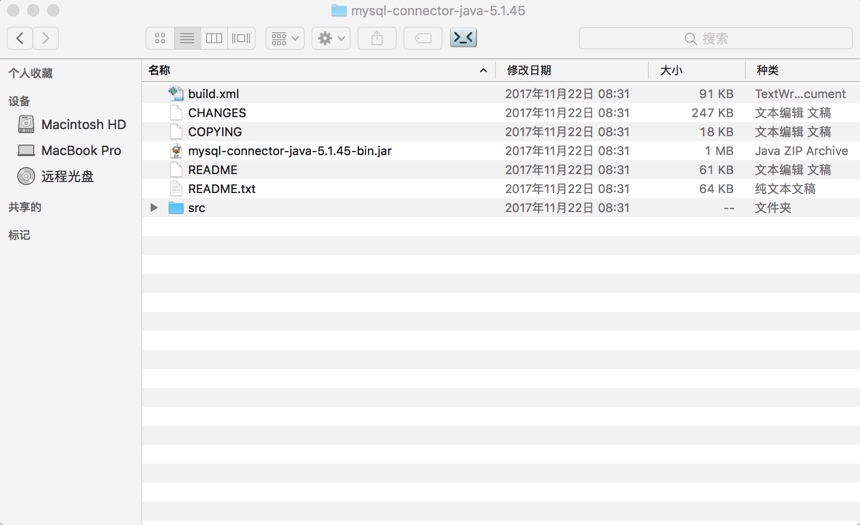 mysql-connector-java-5.1.45
搜索
个人收藏
设备
Macintosh HD
MacBook Pro
远程光盘
共享的
标记
名称 修改日期 大小 种类
build.xml 2017年11月22日 08:31 91 KB TextWr...cument
CHANGES 2017年11月22日 08:31 247 KB 文本编辑 文稿
COPYING 2017年11月22日 08:31 18 KB 文本编辑 文稿
mysql-connector-java-5.1.45-bin.jar 2017年11月22日 08:31 1 MB Java ZIP Archive
README 2017年11月22日 08:31 61 KB 文本编辑 文稿
README.txt 2017年11月22日 08:31 64 KB 纯文本文稿
src 2017年11月22日 08:31 -- 文件夹